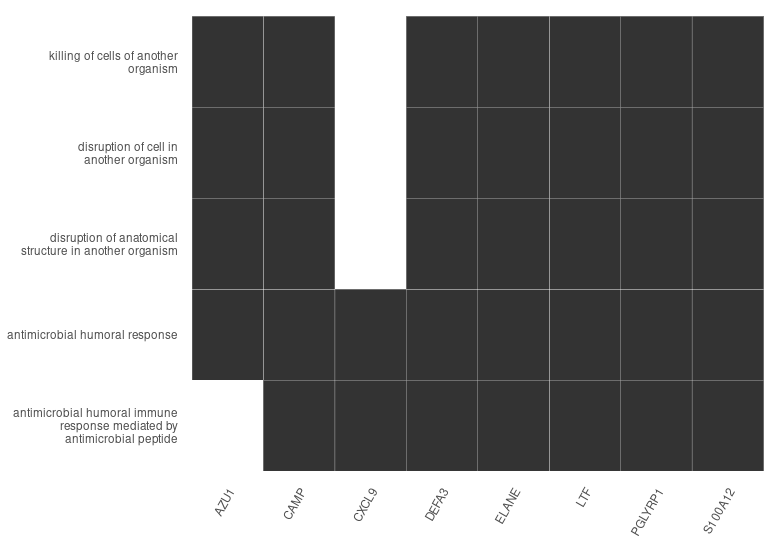 killing of cells of another
organism
disruption of cell in
another organism
disruption of anatomical
structure in another organism
antimicrobial humoral response
antimicrobial humoral immune
response mediated by
antimicrobial peptide
AZU1
CAMP
CXCL9
DEFA3
ELANE
LTF
PGLYRP1
S100A12